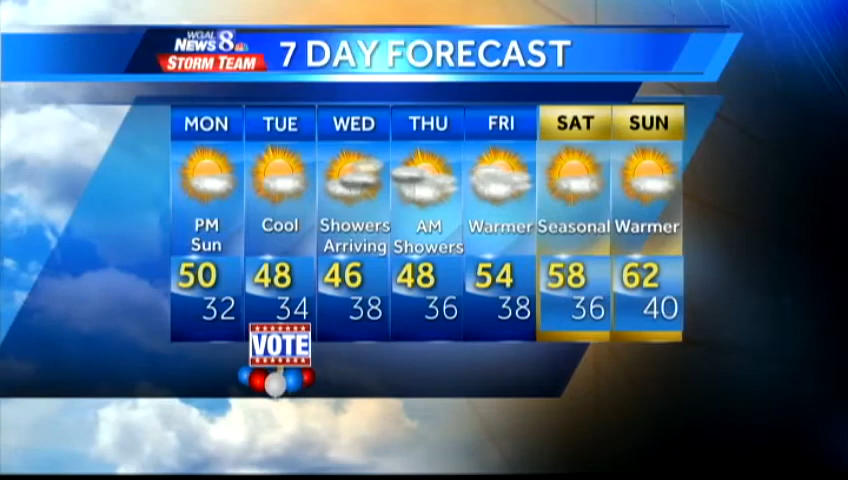 WGAL
NEWS 8
STORM TEAM
7 DAY FORECAST
MON TUE WED THU FRI SAT SUN
PM Sun
Cool
Showers Arriving
AM Showers
Warmer
Seasonal
Warmer
50 48 46 48 54 58 62
32 34 38 36 38 36 40
VOTE